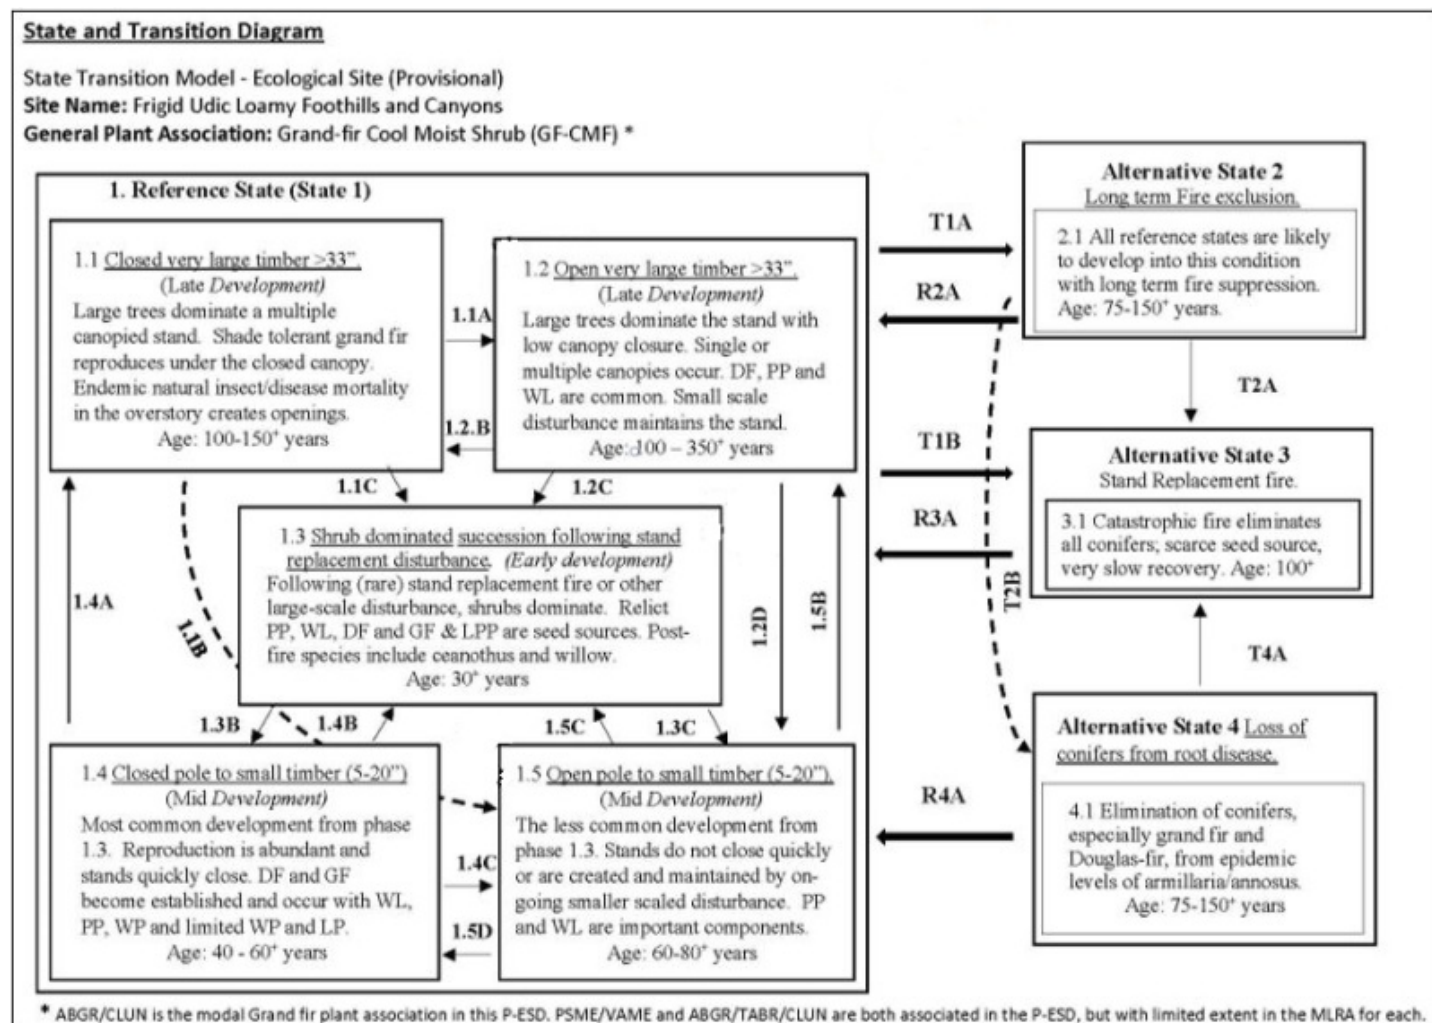 State and Transition Diagram
State Transition Model - Ecological Site (Provisional)
Site Name: Frigid Udic Loamy Foothills and Canyons
General Plant Association: Grand-fir Cool Moist Shrub (GF-CMF) *
1. Reference State (State 1)
1.1 Closed very large timber >33”.
(Late Development)
Large trees dominate a multiple
canopied stand. Shade tolerant grand fir
reproduces under the closed canopy.
Endemic natural insect/disease mortality
in the overstory creates openings.
Age: 100-150⁺ years
1.1A
1.2.B
1.2 Open very large timber >33”.
(Late Development)
Large trees dominate the stand with
low canopy closure. Single or
multiple canopies occur. DF, PP and
WL are common. Small scale
disturbance maintains the stand.
Age: 100 – 350⁺ years
1.1C
1.2C
1.3 Shrub dominated succession following stand
replacement disturbance. (Early development)
Following (rare) stand replacement fire or other
large-scale disturbance, shrubs dominate. Relict
PP, WL, DF and GF & LPP are seed sources. Post-
fire species include ceanothus and willow.
Age: 30⁺ years
1.4A
1.1B
1.2D
1.5B
1.3B
1.4B
1.5C
1.3C
1.4 Closed pole to small timber (5-20”)
(Mid Development)
Most common development from phase
1.3. Reproduction is abundant and
stands quickly close. DF and GF
become established and occur with WL,
PP, WP and limited WP and LP.
Age: 40 - 60⁺ years
1.4C
1.5D
1.5 Open pole to small timber (5-20”).
(Mid Development)
The less common development from
phase 1.3. Stands do not close quickly
or are created and maintained by on-
going smaller scaled disturbance. PP
and WL are important components.
Age: 60-80⁺ years
T1A
R2A
T1B
R3A
T2B
R4A
Alternative State 2
Long term Fire exclusion.
2.1 All reference states are likely
to develop into this condition
with long term fire suppression.
Age: 75-150⁺ years.
T2A
Alternative State 3
Stand Replacement fire.
3.1 Catastrophic fire eliminates
all conifers; scarce seed source,
very slow recovery. Age: 100⁺
T4A
Alternative State 4 Loss of
conifers from root disease.
4.1 Elimination of conifers,
especially grand fir and
Douglas-fir, from epidemic
levels of armillaria/annosus.
Age: 75-150⁺ years
* ABGR/CLUN is the modal Grand fir plant association in this P-ESD. PSME/VAME and ABGR/TABR/CLUN are both associated in the P-ESD, but with limited extent in the MLRA for each.